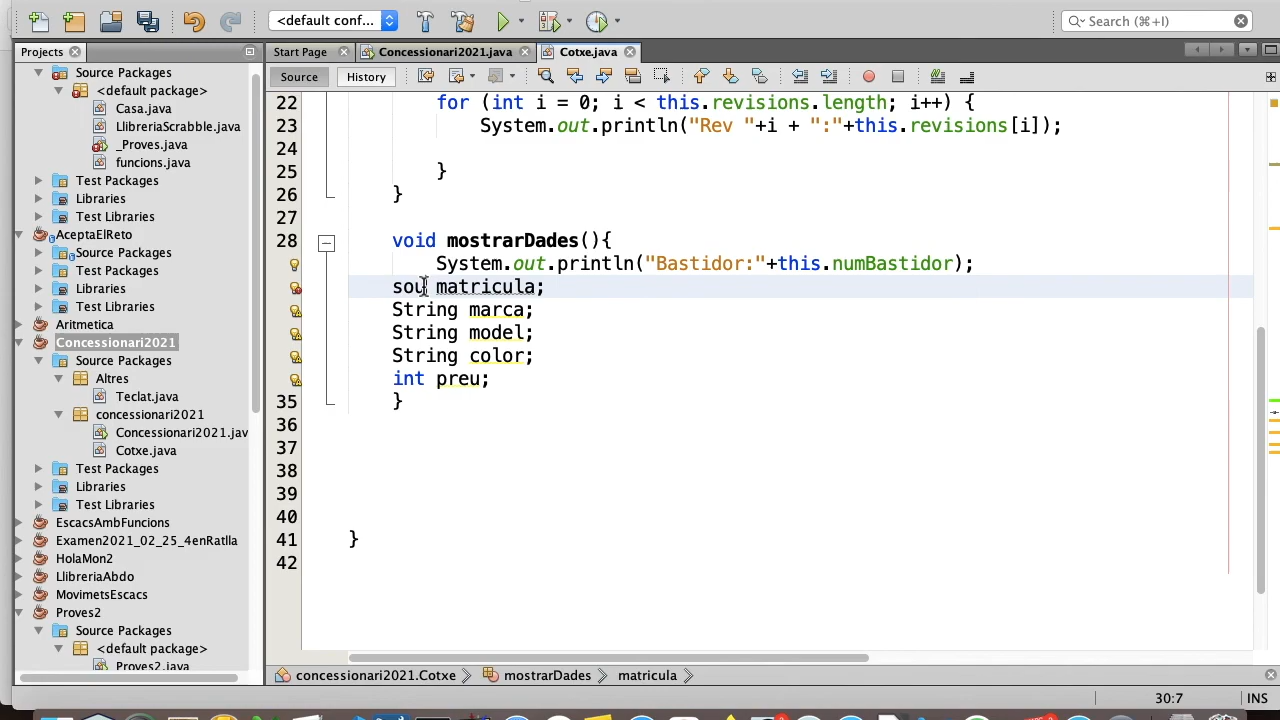 <default conf...
Search (⌘+I)
Projects
Start Page
Concessionari2021.java
Cotxe.java
Source
History
Source Packages
<default package>
Casa.java
LlibreriaScrabble.java
_Proves.java
funcions.java
Test Packages
Libraries
Test Libraries
AceptaElReto
Source Packages
Test Packages
Libraries
Test Libraries
Aritmetica
Concessionari2021
Source Packages
Altres
Teclat.java
concessionari2021
Concessionari2021.jav
Cotxe.java
Test Packages
Libraries
Test Libraries
EscacsAmbFuncions
Examen2021_02_25_4enRatlla
HolaMon2
LlibreriaAbdo
MovimetsEscacs
Proves2
Source Packages
<default package>
Proves2.java
22 for (int i = 0; i < this.revisions.length; i++) {
23 System.out.println("Rev "+i + ":"+this.revisions[i]);
24
25 }
26 }
27
28 void mostrarDades(){
System.out.println("Bastidor:"+this.numBastidor);
sou matricula;
String marca;
String model;
String color;
int preu;
35 }
36
37
38
39
40
41 }
42
concessionari2021.Cotxe
mostrarDades
matricula
30:7
INS